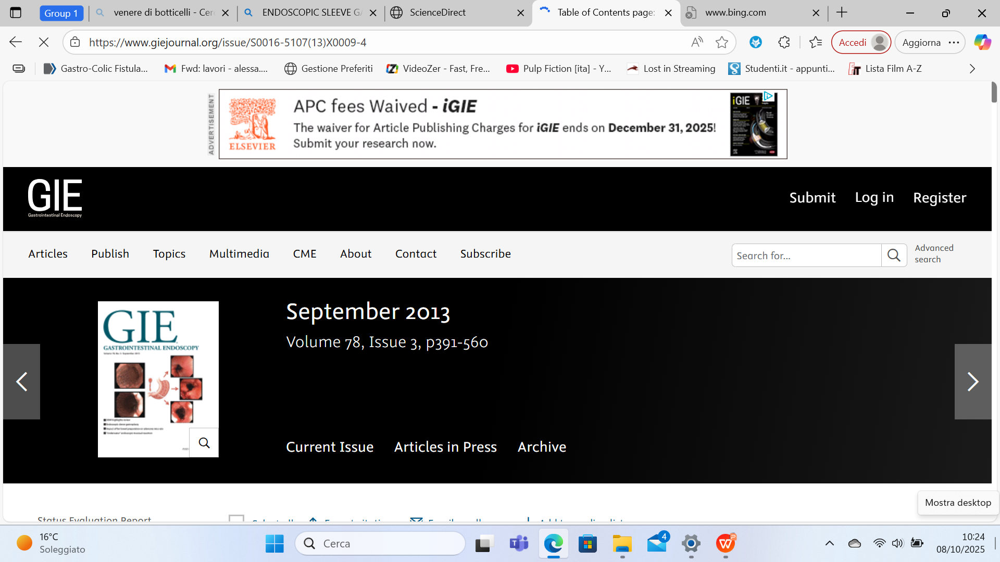 Group 1
venere di botticelli - Cer
ENDOSCOPIC SLEEVE GA
ScienceDirect
Table of Contents page:
www.bing.com
https://www.giejournal.org/issue/S0016-5107(13)X0009-4
Accedi
Aggiorna
Gastro-Colic Fistula...
Fwd: lavori - alessa....
Gestione Preferiti
VideoZer - Fast, Fre...
Pulp Fiction [ita] - Y...
Lost in Streaming
Studenti.it - appunti...
Lista Film A-Z
ADVERTISEMENT
ELSEVIER
APC fees Waived - iGIE
The waiver for Article Publishing Charges for iGIE ends on December 31, 2025!
Submit your research now.
iGIE
GIE
Gastrointestinal Endoscopy
Submit
Log in
Register
Articles
Publish
Topics
Multimedia
CME
About
Contact
Subscribe
Search for...
Advanced
search
GIE
GASTROINTESTINAL ENDOSCOPY
September 2013
Volume 78, Issue 3, p391-560
Current Issue
Articles in Press
Archive
Status Evaluation Report
Mostra desktop
16°C
Soleggiato
Cerca
4
10:24
08/10/2025